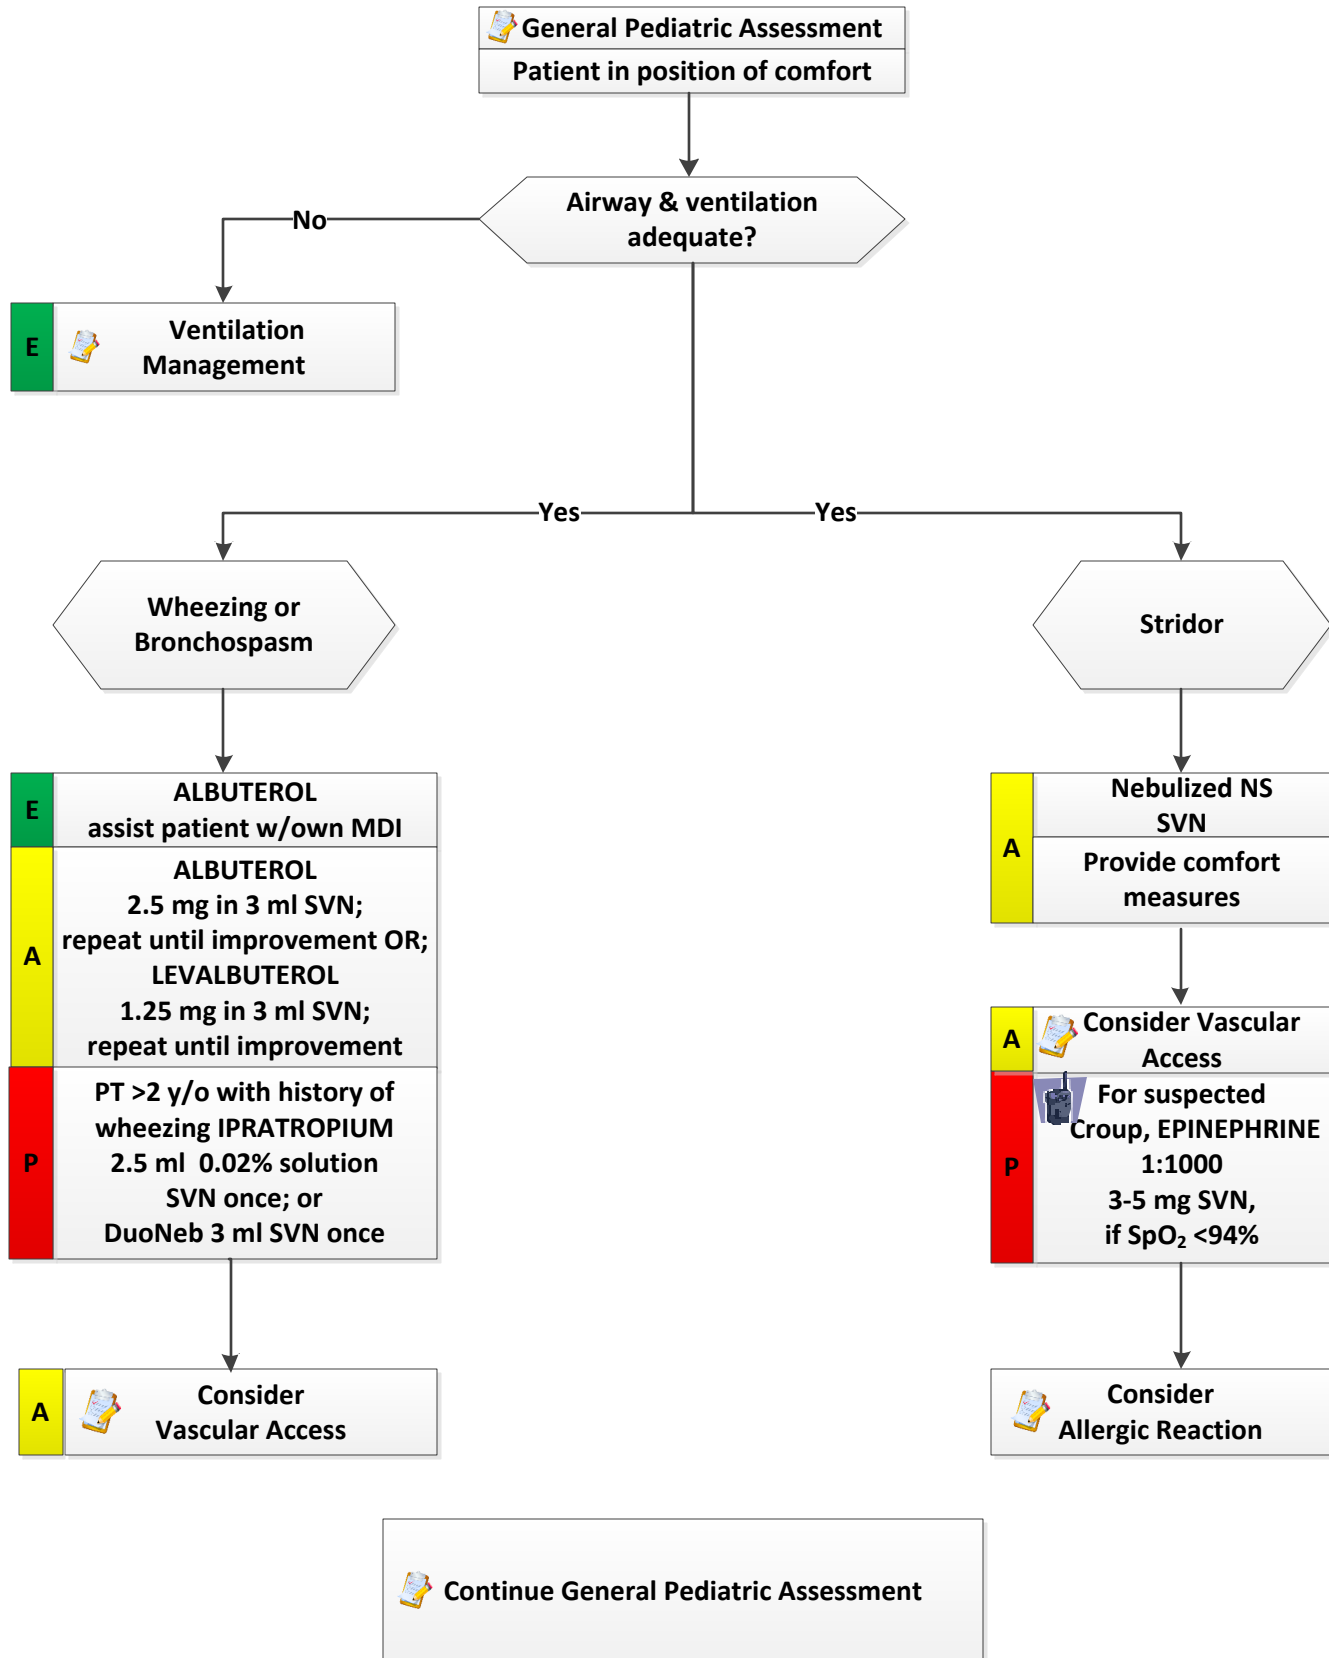 General Pediatric Assessment
Patient in position of comfort
Airway & ventilation
adequate?
No
E
Ventilation
Management
Yes
Yes
Wheezing or
Bronchospasm
Stridor
E
ALBUTEROL
assist patient w/own MDI
A
ALBUTEROL
2.5 mg in 3 ml SVN;
repeat until improvement OR;
LEVALBUTEROL
1.25 mg in 3 ml SVN;
repeat until improvement
P
PT >2 y/o with history of
wheezing IPRATROPIUM
2.5 ml 0.02% solution
SVN once; or
DuoNeb 3 ml SVN once
A
Consider
Vascular Access
A
Nebulized NS
SVN
Provide comfort
measures
A
Consider Vascular
Access
P
For suspected
Croup, EPINEPHRINE
1:1000
3-5 mg SVN,
if SpO₂ <94%
Consider
Allergic Reaction
Continue General Pediatric Assessment